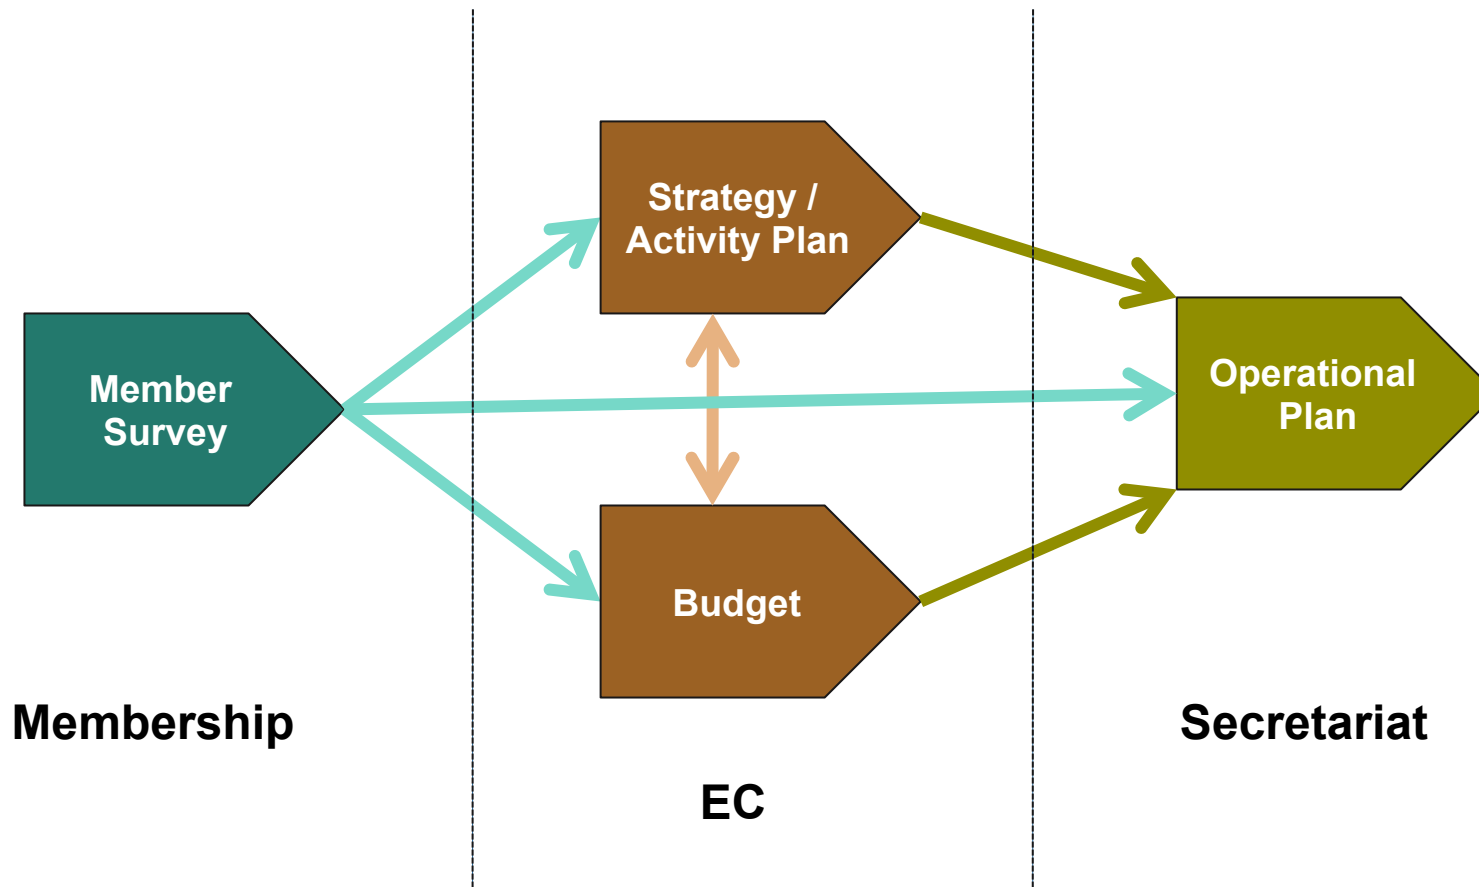 Strategy /
Activity Plan
Member
Survey
Operational
Plan
Budget
Membership
Secretariat
EC